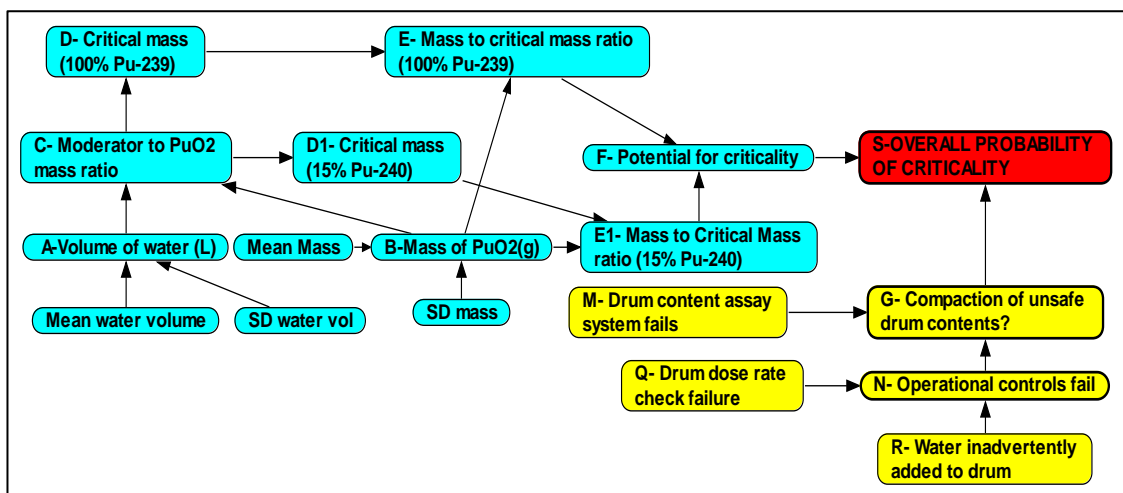 D- Critical mass
(100% Pu-239)
E- Mass to critical mass ratio
(100% Pu-239)
C- Moderator to PuO2
mass ratio
D1- Critical mass
(15% Pu-240)
F- Potential for criticality
S-OVERALL PROBABILITY
OF CRITICALITY
A-Volume of water (L)
Mean Mass
B-Mass of PuO2(g)
E1- Mass to Critical Mass
ratio (15% Pu-240)
Mean water volume
SD water vol
SD mass
M- Drum content assay
system fails
G- Compaction of unsafe
drum contents?
Q- Drum dose rate
check failure
N- Operational controls fail
R- Water inadvertently
added to drum